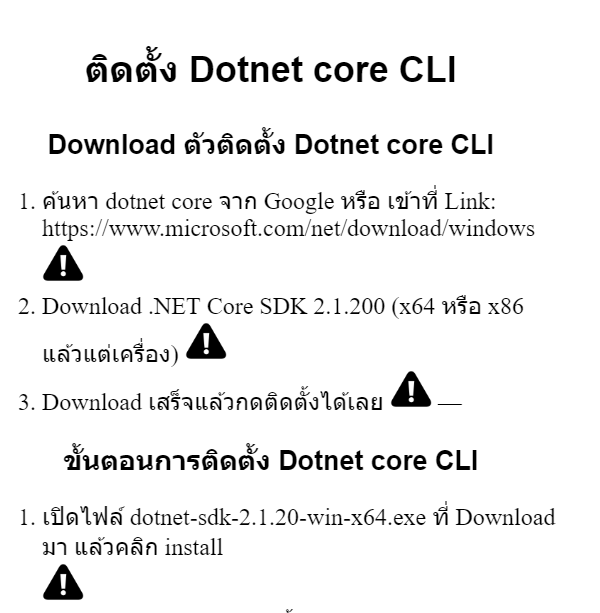 ติดตั้ง Dotnet core CLI
Download ตัวติดตั้ง Dotnet core CLI
1. ค้นหา dotnet core จาก Google หรือ เข้าที่ Link:
https://www.microsoft.com/net/download/windows
2. Download .NET Core SDK 2.1.200 (x64 หรือ x86
แล้วแต่เครื่อง)
3. Download เสร็จแล้วกดติดตั้งได้เลย —
ขั้นตอนการติดตั้ง Dotnet core CLI
1. เปิดไฟล์ dotnet-sdk-2.1.20-win-x64.exe ที่ Download
มา แล้วคลิก install